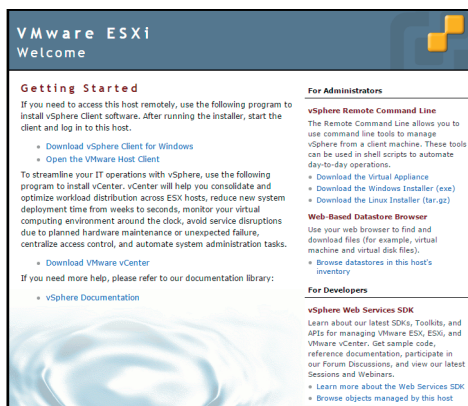 VMware ESXi
Welcome
Getting Started
If you need to access this host remotely, use the following program to
install vSphere Client software. After running the installer, start the
client and log in to this host.
Download vSphere Client for Windows
Open the VMware Host Client
To streamline your IT operations with vSphere, use the following
program to install vCenter. vCenter will help you consolidate and
optimize workload distribution across ESX hosts, reduce new system
deployment time from weeks to seconds, monitor your virtual
computing environment around the clock, avoid service disruptions
due to planned hardware maintenance or unexpected failure,
centralize access control, and automate system administration tasks.
Download VMware vCenter
If you need more help, please refer to our documentation library:
vSphere Documentation
For Administrators
vSphere Remote Command Line
The Remote Command Line allows you to
use command line tools to manage
vSphere from a client machine. These tools
can be used in shell scripts to automate
day-to-day operations.
Download the Virtual Appliance
Download the Windows Installer (exe)
Download the Linux Installer (tar.gz)
Web-Based Datastore Browser
Use your web browser to find and
download files (for example, virtual
machine and virtual disk files).
Browse datastores in this host's
inventory
For Developers
vSphere Web Services SDK
Learn about our latest SDKs, Toolkits, and
APIs for managing VMware ESX, ESXi, and
VMware vCenter. Get sample code,
reference documentation, participate in
our Forum Discussions, and view our latest
Sessions and Webinars.
Learn more about the Web Services SDK
Browse objects managed by this host